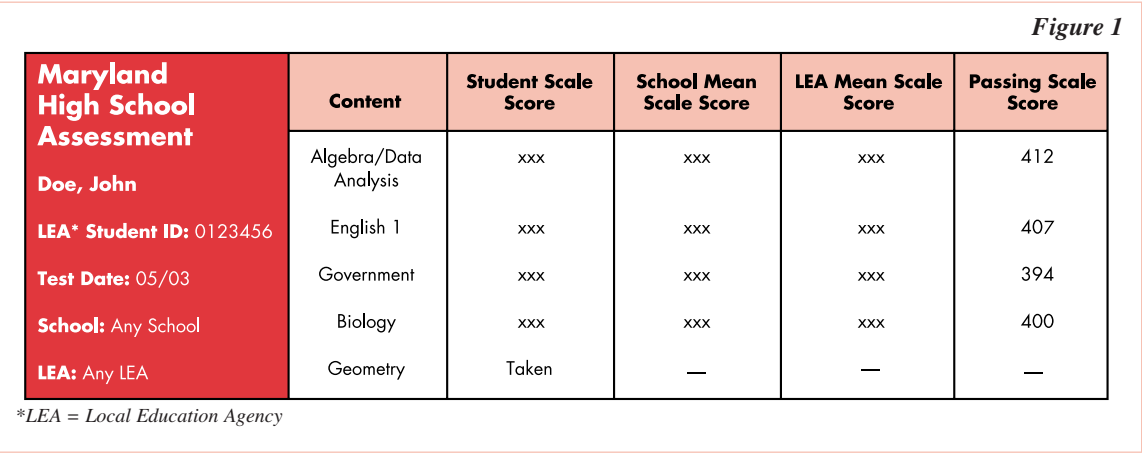 Figure 1
Maryland
High School
Assessment
Doe, John
LEA* Student ID: 0123456
Test Date: 05/03
School: Any School
LEA: Any LEA
Content Student Scale Score School Mean Scale Score LEA Mean Scale Score Passing Scale Score
Algebra/Data Analysis xxx xxx xxx 412
English 1 xxx xxx xxx 407
Government xxx xxx xxx 394
Biology xxx xxx xxx 400
Geometry Taken — — —
*LEA = Local Education Agency